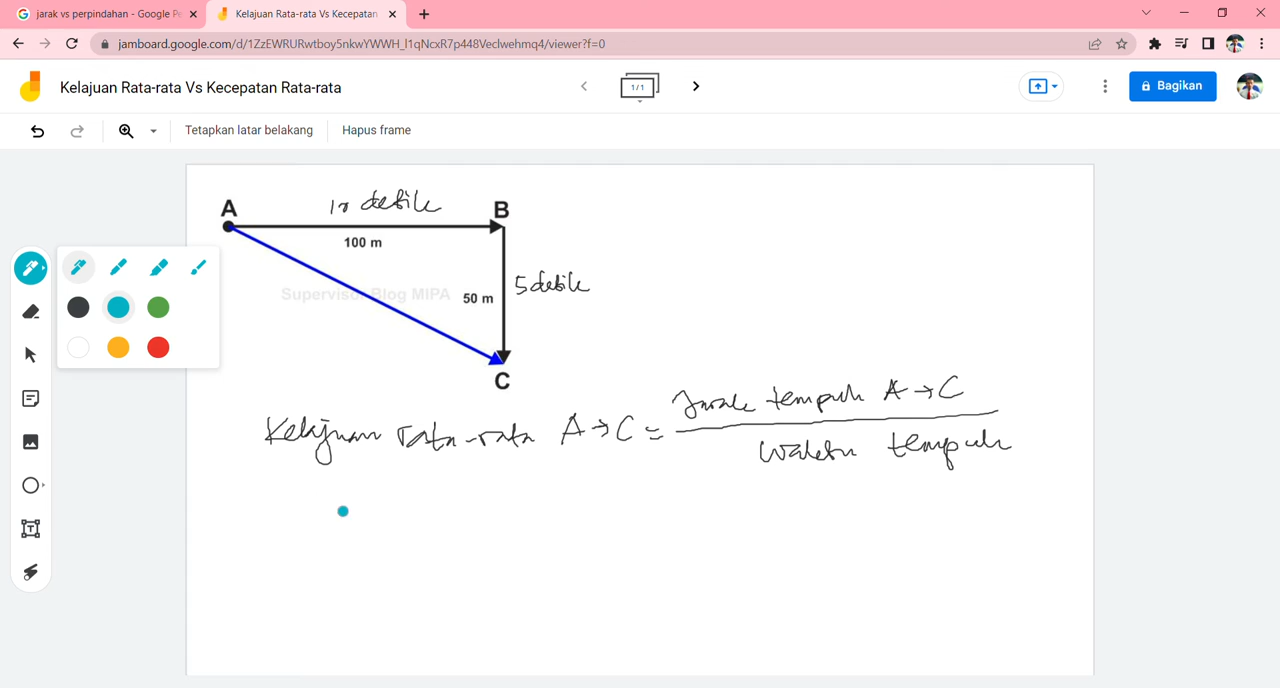 jarak vs perpindahan - Google Pe
Kelajuan Rata-rata Vs Kecepatan
jamboard.google.com/d/1ZzEWRURwtboy5nkwYWWH_l1qNcxR7p448Veclwehmq4/viewer?f=0
Kelajuan Rata-rata Vs Kecepatan Rata-rata
1/1
Bagikan
Tetapkan latar belakang
Hapus frame
A
10 detik
B
100 m
Supervisor Blog MIPA
50 m
5 detik
C
Kelajuan rata-rata A→C = Jarak tempuh A→C
waktu tempuh